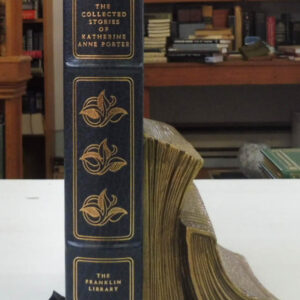 THE
COLLECTED
STORIES
OF
KATHERINE
ANNE PORTER
THE
FRANKLIN
LIBRARY